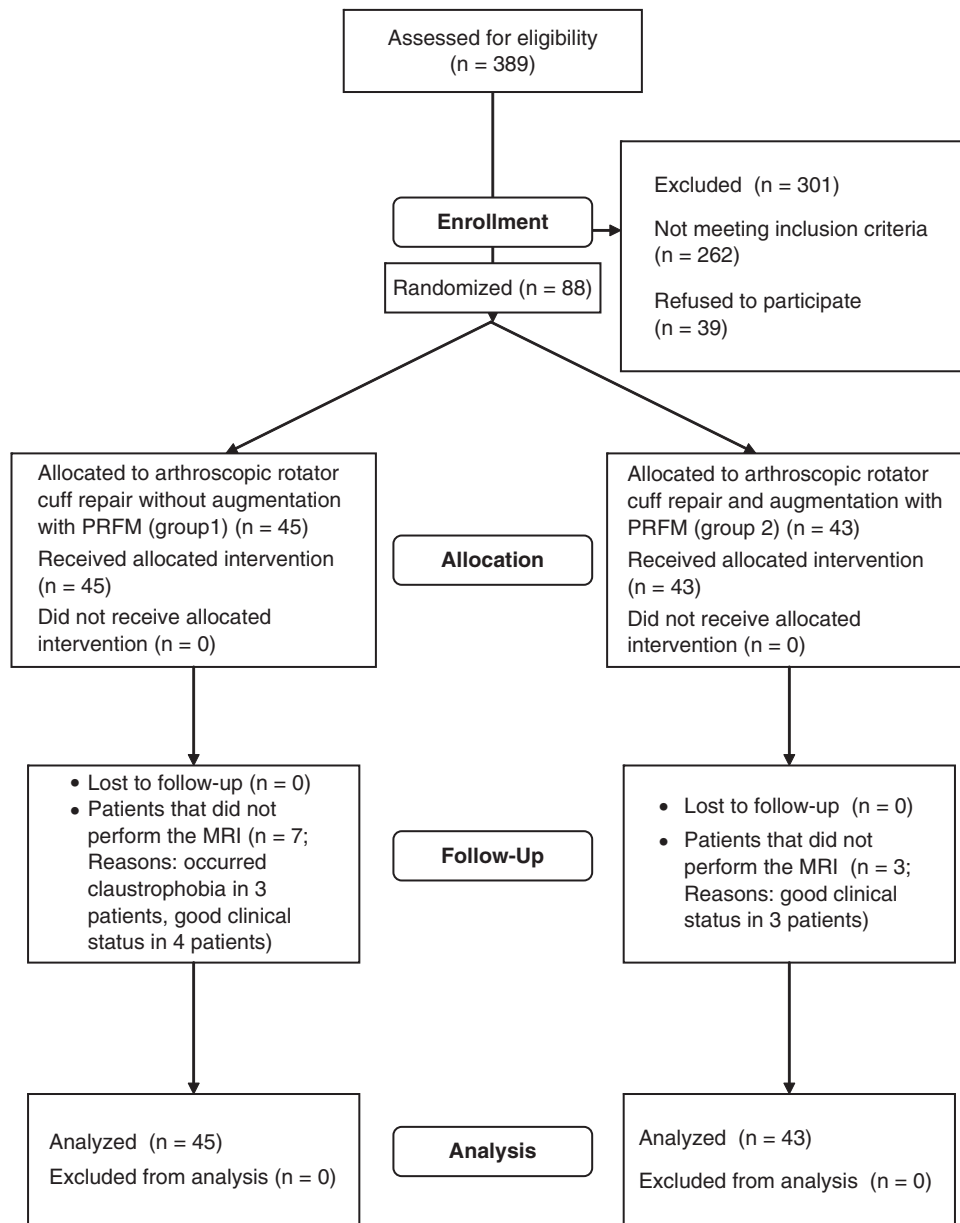 Assessed for eligibility
(n = 389)
Excluded (n = 301)
Not meeting inclusion criteria
(n = 262)
Refused to participate
(n = 39)
Enrollment
Randomized (n = 88)
Allocated to arthroscopic rotator
cuff repair without augmentation
with PRFM (group1) (n = 45)
Received allocated intervention
(n = 45)
Did not receive allocated
intervention (n = 0)
Allocation
Allocated to arthroscopic rotator
cuff repair and augmentation with
PRFM (group 2) (n = 43)
Received allocated intervention
(n = 43)
Did not receive allocated
intervention (n = 0)
• Lost to follow-up (n = 0)
• Patients that did not
perform the MRI (n = 7;
Reasons: occurred
claustrophobia in 3
patients, good clinical
status in 4 patients)
Follow-Up
• Lost to follow-up (n = 0)
• Patients that did not
perform the MRI (n = 3;
Reasons: good clinical
status in 3 patients)
Analyzed (n = 45)
Excluded from analysis (n = 0)
Analysis
Analyzed (n = 43)
Excluded from analysis (n = 0)